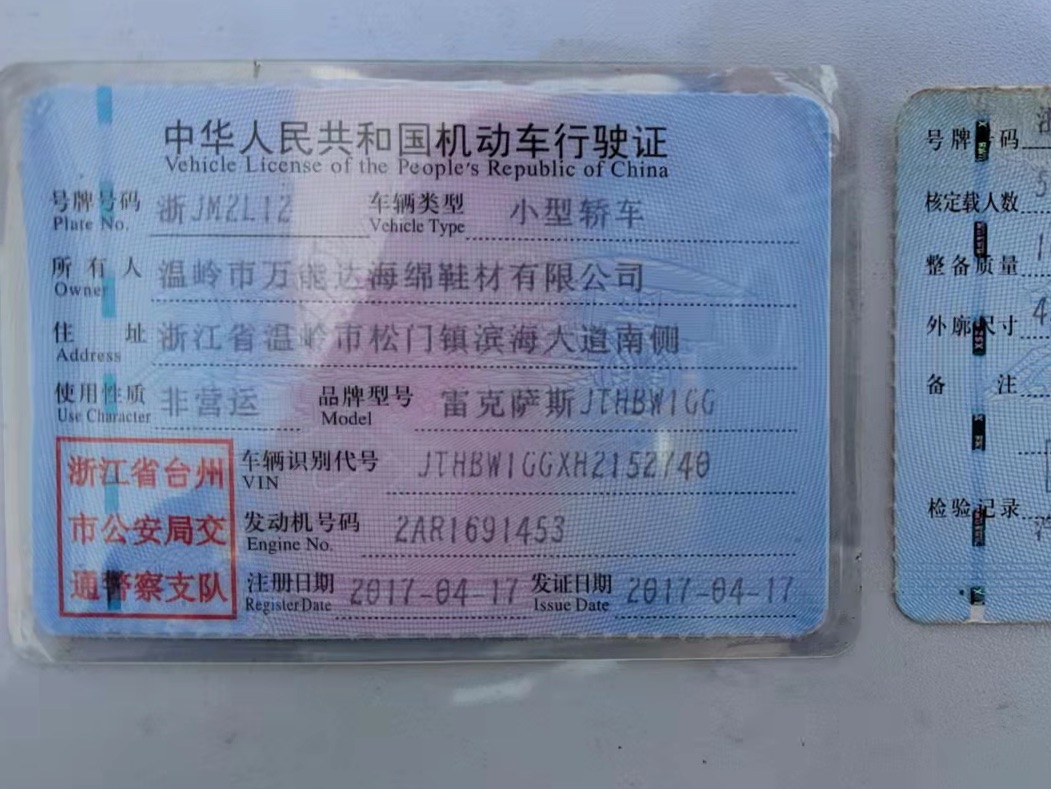 中华人民共和国机动车行驶证
Vehicle License of the People's Republic of China
号牌号码 浙JM2L12 车辆类型 小型轿车
Plate No. Vehicle Type
所有人 温岭市万能达海绵鞋材有限公司
Owner
住址 浙江省温岭市松门镇滨海大道南侧
Address
使用性质 非营运 品牌型号 雷克萨斯JTHBW1GG
Use Character Model
浙江省台州
市公安局交
通警察支队
车辆识别代号 JTHBW1GGXH2152740
VIN
发动机号码 2AR1691453
Engine No.
注册日期 2017-04-17 发证日期 2017-04-17
Register Date Issue Date
号牌号码 浙
核定载人数 5
整备质量 1
外廓尺寸 4
备注
检验记录